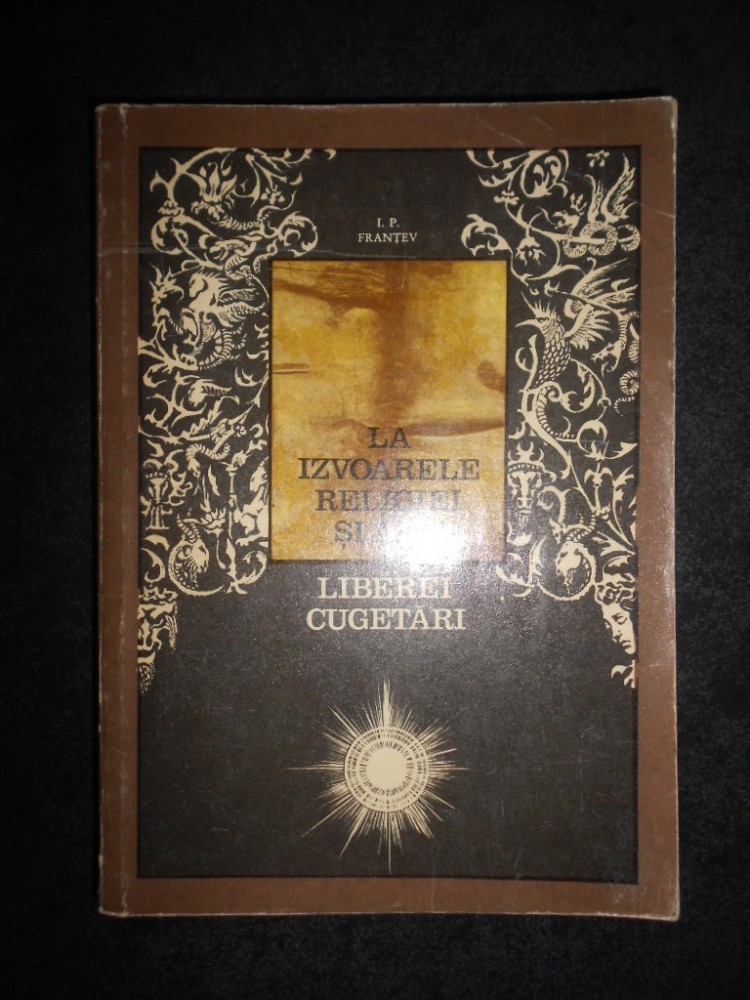 I. P.
FRANȚEV
LA
IZVOARELE
RELIGIEI
ȘI
LIBEREI
CUGETĂRI